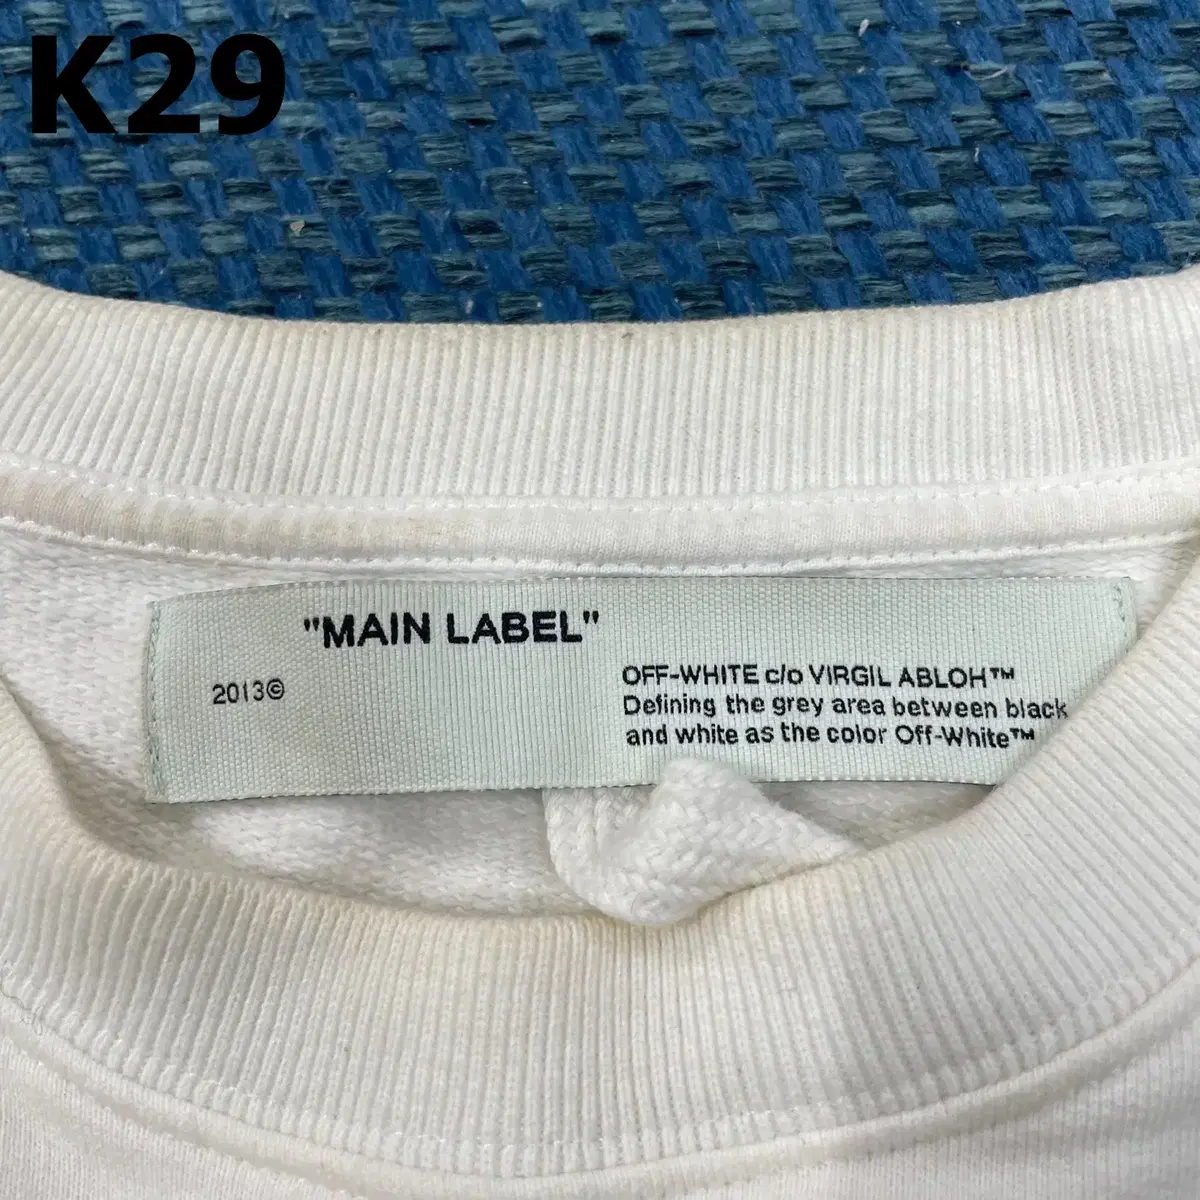 K29
"MAIN LABEL"
2013©
OFF-WHITE c/o VIRGIL ABLOH™
Defining the grey area between black
and white as the color Off-White™